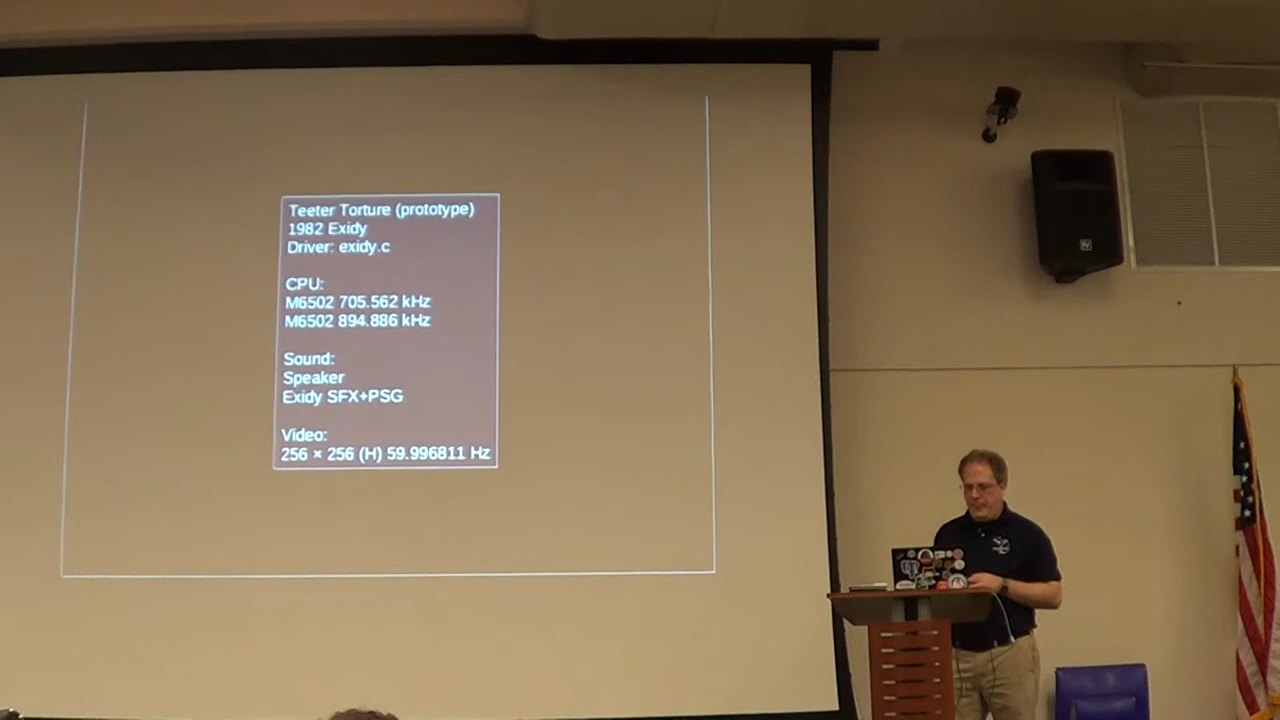 Teeter Torture (prototype)
1982 Exidy
Driver: exidy.c
CPU:
M6502 705.562 kHz
M6502 894.886 kHz
Sound:
Speaker
Exidy SFX+PSG
Video:
256 × 256 (H) 59.996811 Hz